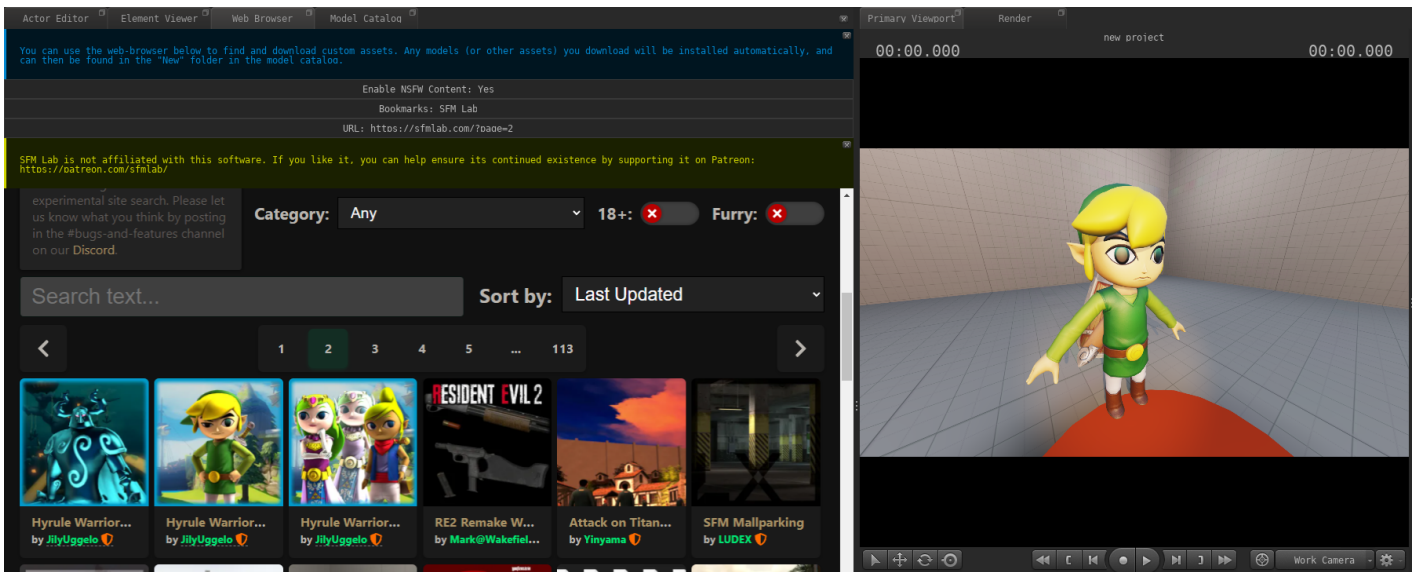 Actor Editor Element Viewer Web Browser Model Catalog
You can use the web-browser below to find and download custom assets. Any models (or other assets) you download will be installed automatically, and
can then be found in the "New" folder in the model catalog.
Enable NSFW Content: Yes
Bookmarks: SFM Lab
URL: https://sfmlab.com/?page=2
SFM Lab is not affiliated with this software. If you like it, you can help ensure its continued existence by supporting it on Patreon:
https://patreon.com/sfmlab/
experimental site search. Please let
us know what you think by posting
in the #bugs-and-features channel
on our Discord.
Category: Any 18+: Furry:
Search text...
Sort by: Last Updated
1 2 3 4 5 ... 113
RESIDENT EVIL 2
Hyrule Warrior...
by JilyUggelo
Hyrule Warrior...
by JilyUggelo
Hyrule Warrior...
by JilyUggelo
RE2 Remake W...
by Mark@Wakefiel...
Attack on Titan...
by Yinyama
SFM Mallparking
by LUDEX
Primary Viewport Render
new project
00:00.000 00:00.000
Work Camera